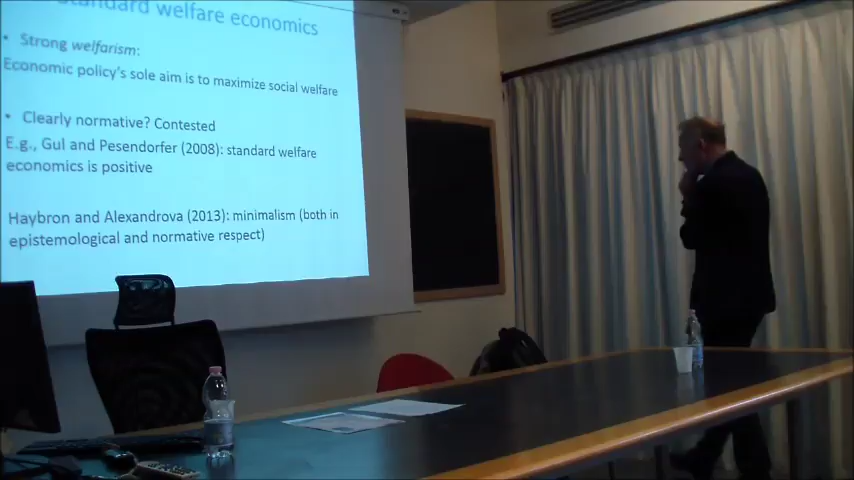 standard welfare economics
• Strong welfarism:
Economic policy's sole aim is to maximize social welfare
• Clearly normative? Contested
E.g., Gul and Pesendorfer (2008): standard welfare
economics is positive
Haybron and Alexandrova (2013): minimalism (both in
epistemological and normative respect)